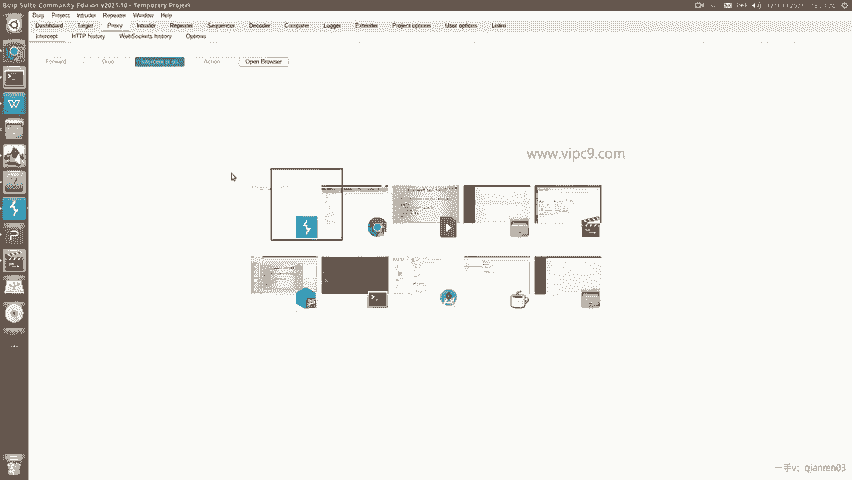 Burp Suite Community Edition v2021.10 - Temporary Project
Burp Project Intruder Repeater Window Help
Dashboard Target Proxy Intruder Repeater Sequencer Decoder Comparer Logger Extender Project options User options Learn
Intercept HTTP history WebSockets history Options
Forward Drop Intercept is on Action Open Browser
www.vipc9.com
一手v：qianren03